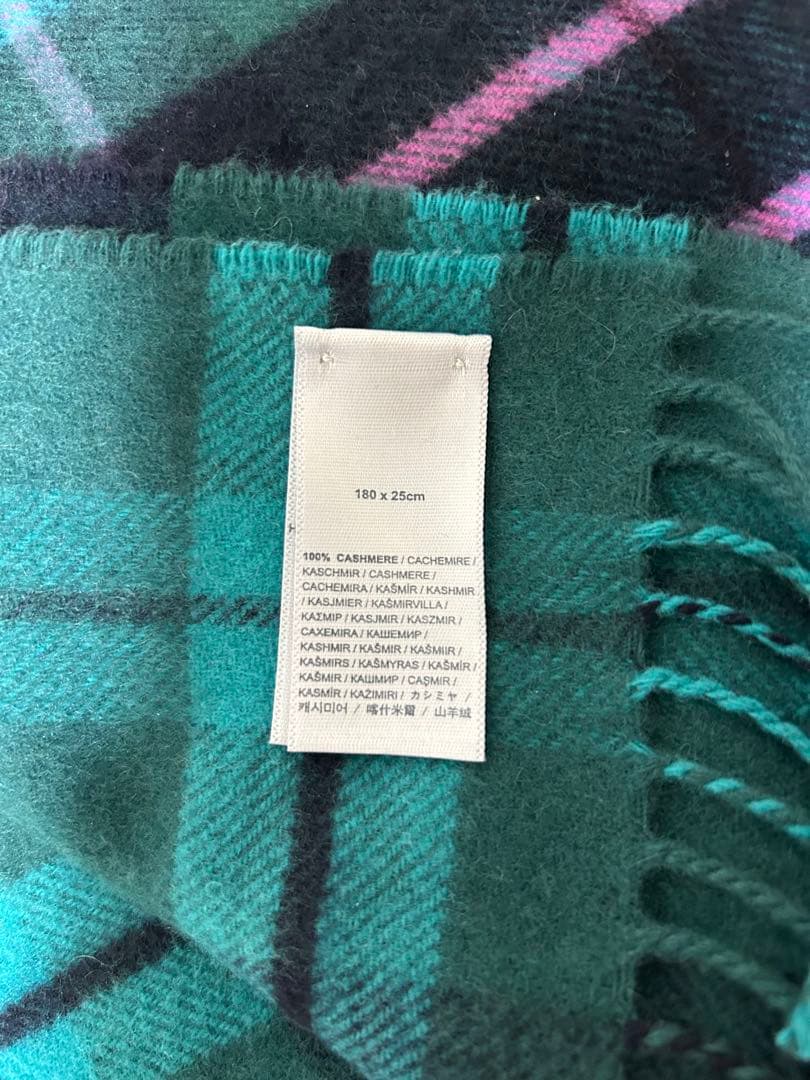 180 x 25cm
100% CASHMERE / CACHEMIRE /
KASCHMIR / CASHMERE /
CACHEMIRA / KAŠMÍR / KASHMIR
/ KASJMIER / KAŠMIRVILLA /
ΚΑΣΜΙΡ / KASJMIR / KASZMIR /
CAXEMIRA / КАШЕМИР /
KASHMIR / KAŠMIR / KAŠMIIR /
KAŠMIRS / KAŠMYRAS / KAŠMÍR /
KAŠMIR / КАШМИР / CAŞMIR /
KASMÍR / KAŻIMIRI / カシミヤ /
캐시미어 / 喀什米爾 / 山羊绒